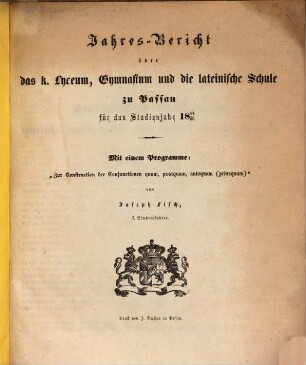 Jahres-Bericht
über
das k. Lyceum, Gymnasium und die lateinische Schule
zu Passau
für das Studienjahr 18
Mit einem Programme:
„Zur Construction der Conjunctionen quum, postquam, antequam (priusquam)“
von
Joseph Fisch,
k. Studienlehrer.
Druck von J. in Passau.